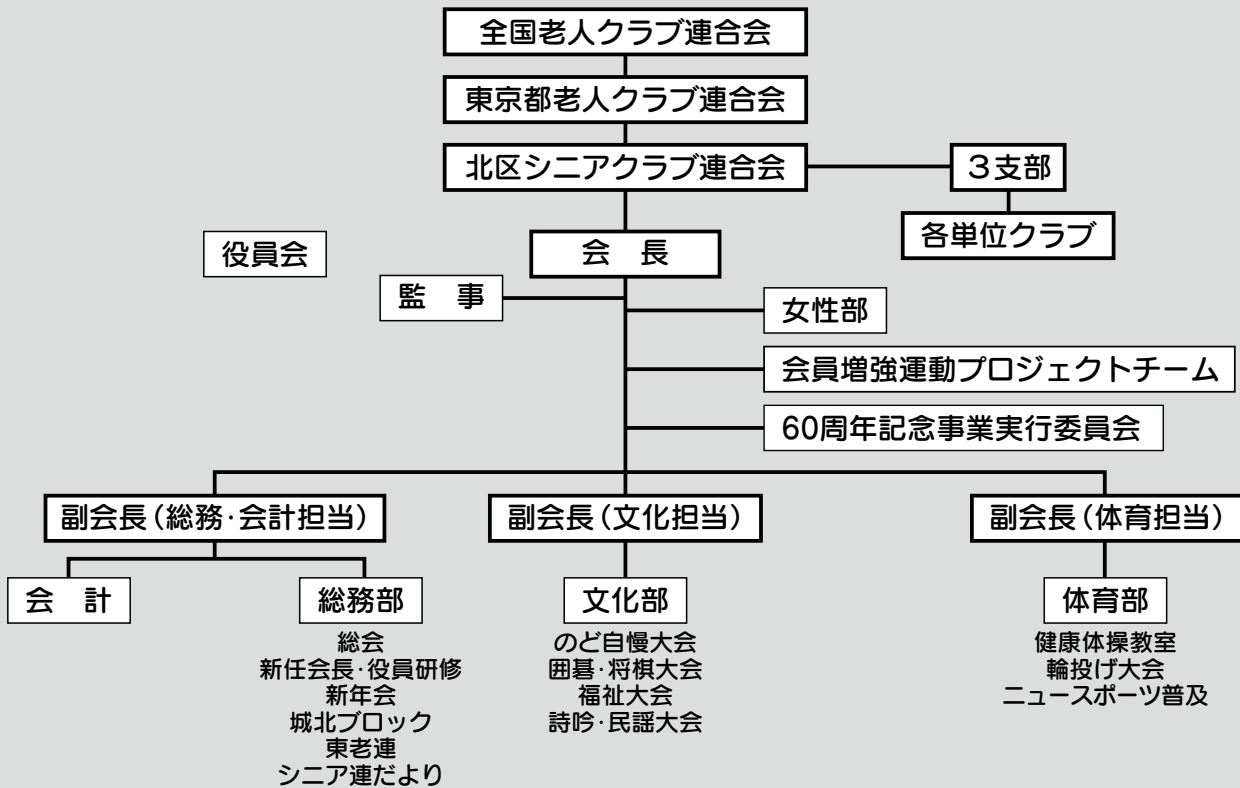 全国老人クラブ連合会
東京都老人クラブ連合会
北区シニアクラブ連合会
3支部
各単位クラブ
役員会
会　長
監　事
女性部
会員増強運動プロジェクトチーム
60周年記念事業実行委員会
副会長（総務・会計担当）
副会長（文化担当）
副会長（体育担当）
会　計
総務部
総会
新任会長・役員研修
新年会
城北ブロック
東老連
シニア連だより
文化部
のど自慢大会
囲碁・将棋大会
福祉大会
詩吟・民謡大会
体育部
健康体操教室
輪投げ大会
ニュースポーツ普及